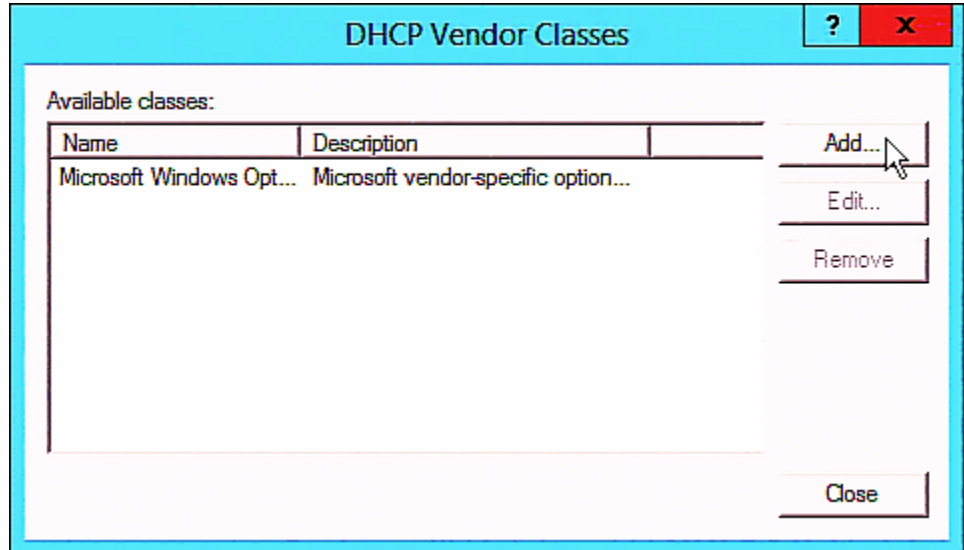 DHCP Vendor Classes
? x
Available classes:
Name Description
Add...
Microsoft Windows Opt... Microsoft vendor-specific option...
Edit...
Remove
Close